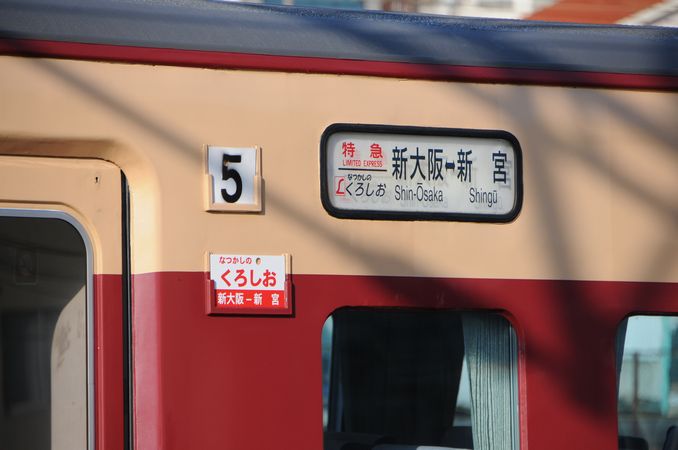 特急
LIMITED EXPRESS
なつかしの
くろしお
新大阪-新宮
Shin-Ōsaka Shingū
5
なつかしの
くろしお
新大阪ー新宮